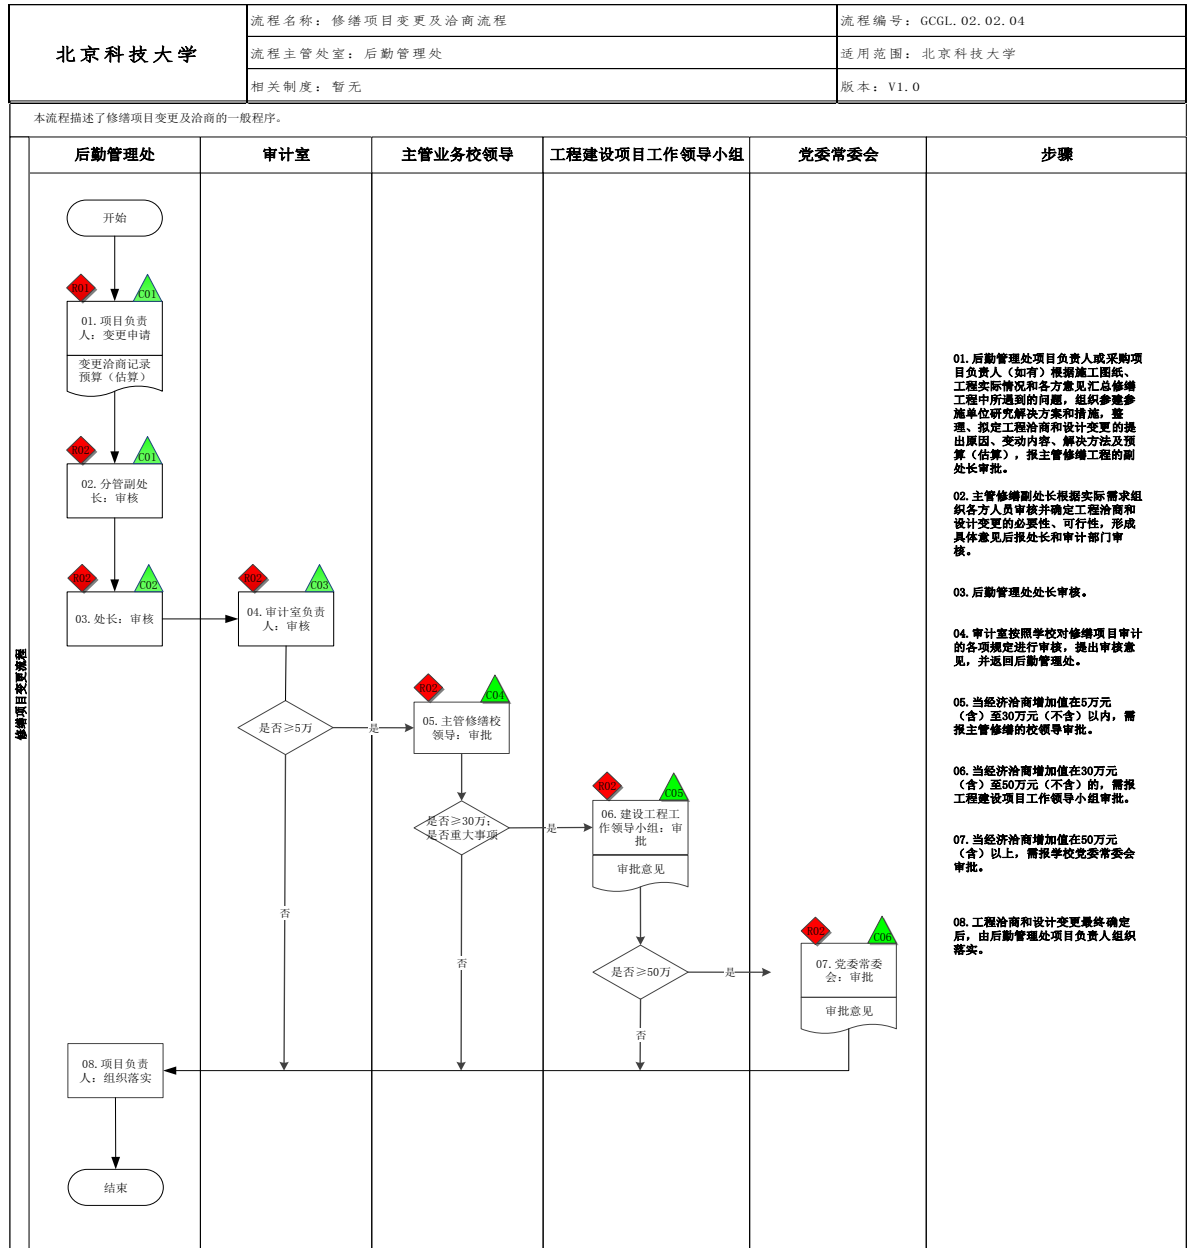 北京科技大学
流程名称：修缮项目变更及洽商流程
流程编号：GCGL.02.02.04
流程主管处室：后勤管理处
适用范围：北京科技大学
相关制度：暂无
版本：V1.0
本流程描述了修缮项目变更及洽商的一般程序。
后勤管理处
审计室
主管业务校领导
工程建设项目工作领导小组
党委常委会
步骤
修缮项目变更流程
开始
R01
C01
01.项目负责
人：变更申请
变更洽商记录
预算（估算）
R02
C01
02.分管副处
长：审核
R02
C02
03.处长：审核
R02
C03
04.审计室负责
人：审核
是否≥5万
是
否
R02
C04
05.主管修缮校
领导：审批
是否≥30万；
是否重大事项
是
否
R02
C05
06.建设工程工
作领导小组：审
批
审批意见
是否≥50万
是
否
R02
C06
07.党委常委
会：审批
审批意见
08.项目负责
人：组织落实
结束
01.后勤管理处项目负责人或采购项
目负责人（如有）根据施工图纸、
工程实际情况和各方意见汇总修缮
工程中所遇到的问题，组织参建参
施单位研究解决方案和措施，整
理、拟定工程洽商和设计变更的提
出原因、变动内容、解决方法及预
算（估算），报主管修缮工程的副
处长审批。
02.主管修缮副处长根据实际需求组
织各方人员审核并确定工程洽商和
设计变更的必要性、可行性，形成
具体意见后报处长和审计部门审
核。
03.后勤管理处处长审核。
04.审计室按照学校对修缮项目审计
的各项规定进行审核，提出审核意
见，并返回后勤管理处。
05.当经济洽商增加值在5万元
（含）至30万元（不含）以内，需
报主管修缮的校领导审批。
06.当经济洽商增加值在30万元
（含）至50万元（不含）的，需报
工程建设项目工作领导小组审批。
07.当经济洽商增加值在50万元
（含）以上，需报学校党委常委会
审批。
08.工程洽商和设计变更最终确定
后，由后勤管理处项目负责人组织
落实。